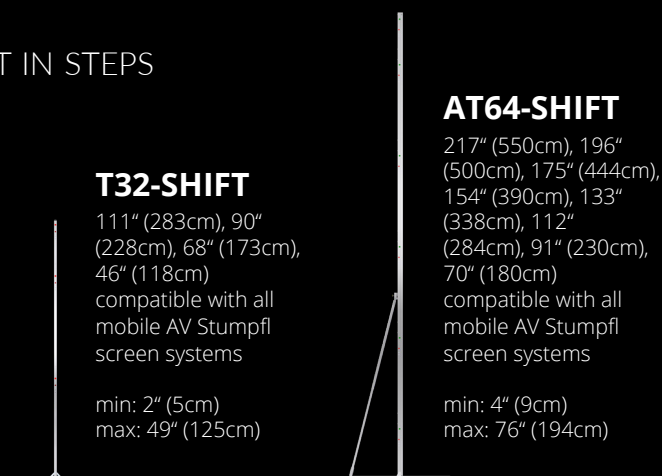 T IN STEPS
T32-SHIFT
111“ (283cm), 90“
(228cm), 68“ (173cm),
46“ (118cm)
compatible with all
mobile AV Stumpfl
screen systems
min: 2“ (5cm)
max: 49“ (125cm)
AT64-SHIFT
217“ (550cm), 196“
(500cm), 175“ (444cm),
154“ (390cm), 133“
(338cm), 112“
(284cm), 91“ (230cm),
70“ (180cm)
compatible with all
mobile AV Stumpfl
screen systems
min: 4“ (9cm)
max: 76“ (194cm)